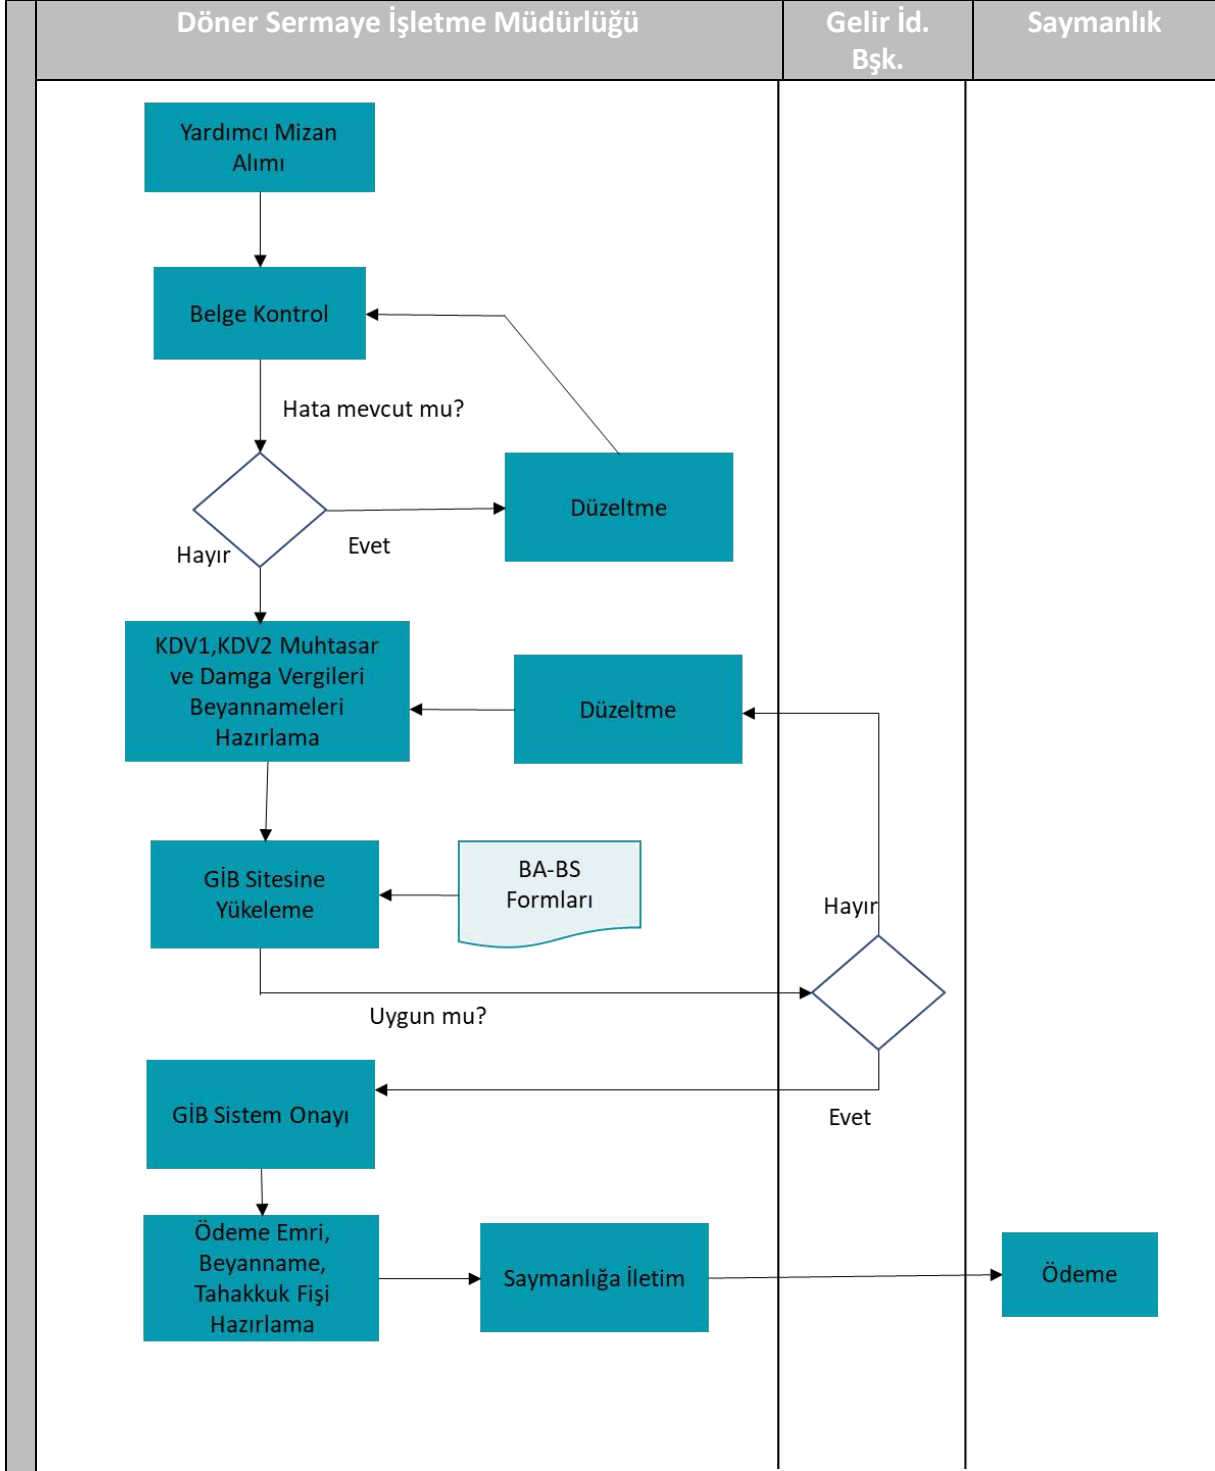 Döner Sermaye İşletme Müdürlüğü
Gelir İd.
Bşk.
Saymanlık
Yardımcı Mizan
Alımı
Belge Kontrol
Hata mevcut mu?
Düzeltme
Hayır
Evet
KDV1,KDV2 Muhtasar
ve Damga Vergileri
Beyannameleri
Hazırlama
Düzeltme
GİB Sitesine
Yükeleme
BA-BS
Formları
Hayır
Uygun mu?
GİB Sistem Onayı
Evet
Ödeme Emri,
Beyanname,
Tahakkuk Fişi
Hazırlama
Saymanlığa İletim
Ödeme